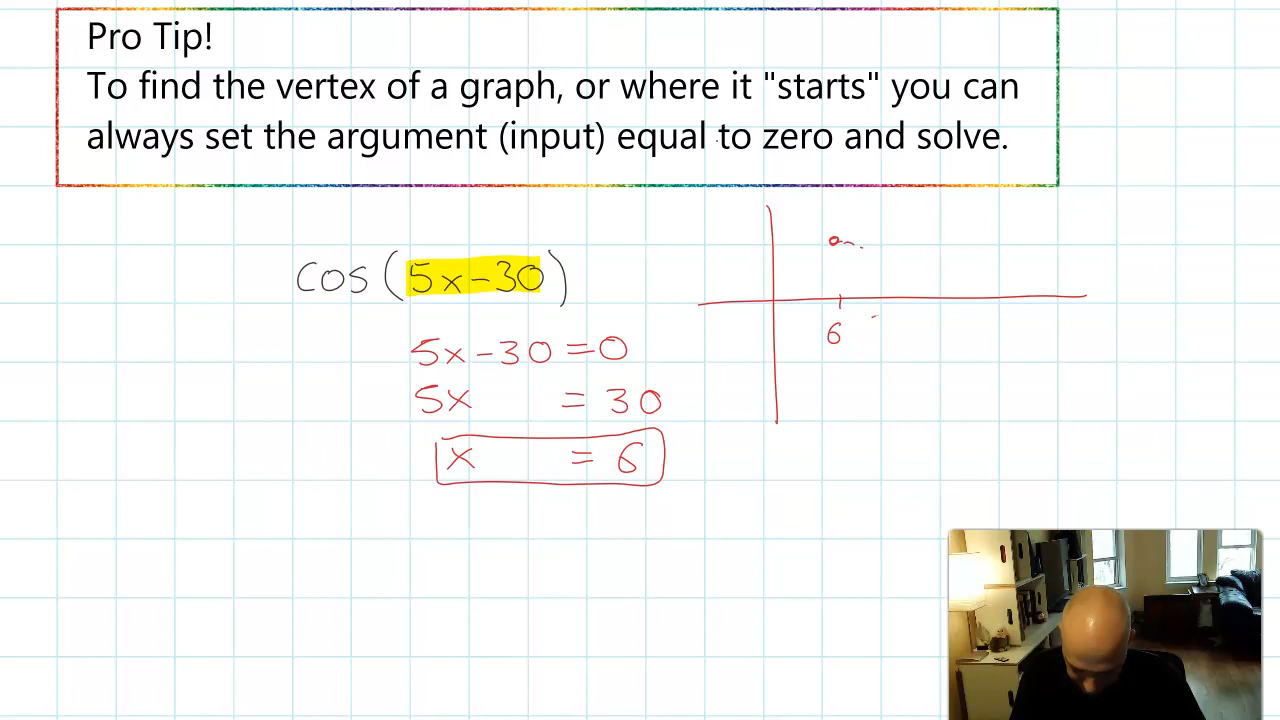 Pro Tip!
To find the vertex of a graph, or where it "starts" you can
always set the argument (input) equal to zero and solve.
cos(5x-30)
5x-30=0
5x = 30
x = 6
6